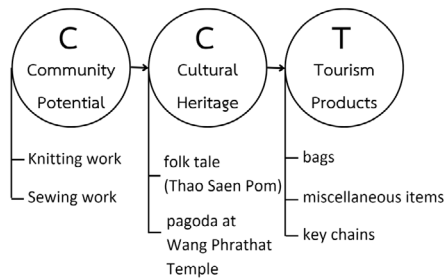 C
Community
Potential
Knitting work
Sewing work
C
Cultural
Heritage
folk tale
(Thao Saen Pom)
pagoda at
Wang Phrathat
Temple
T
Tourism
Products
bags
miscellaneous items
key chains